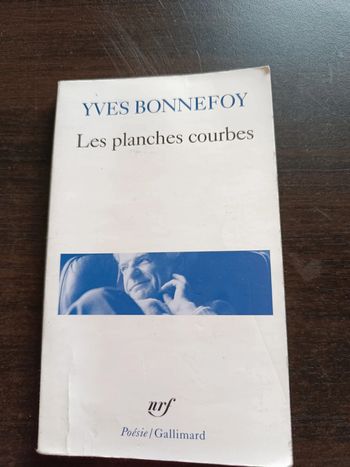 YVES BONNEFOY
Les planches courbes
nrf
Poésie/Gallimard